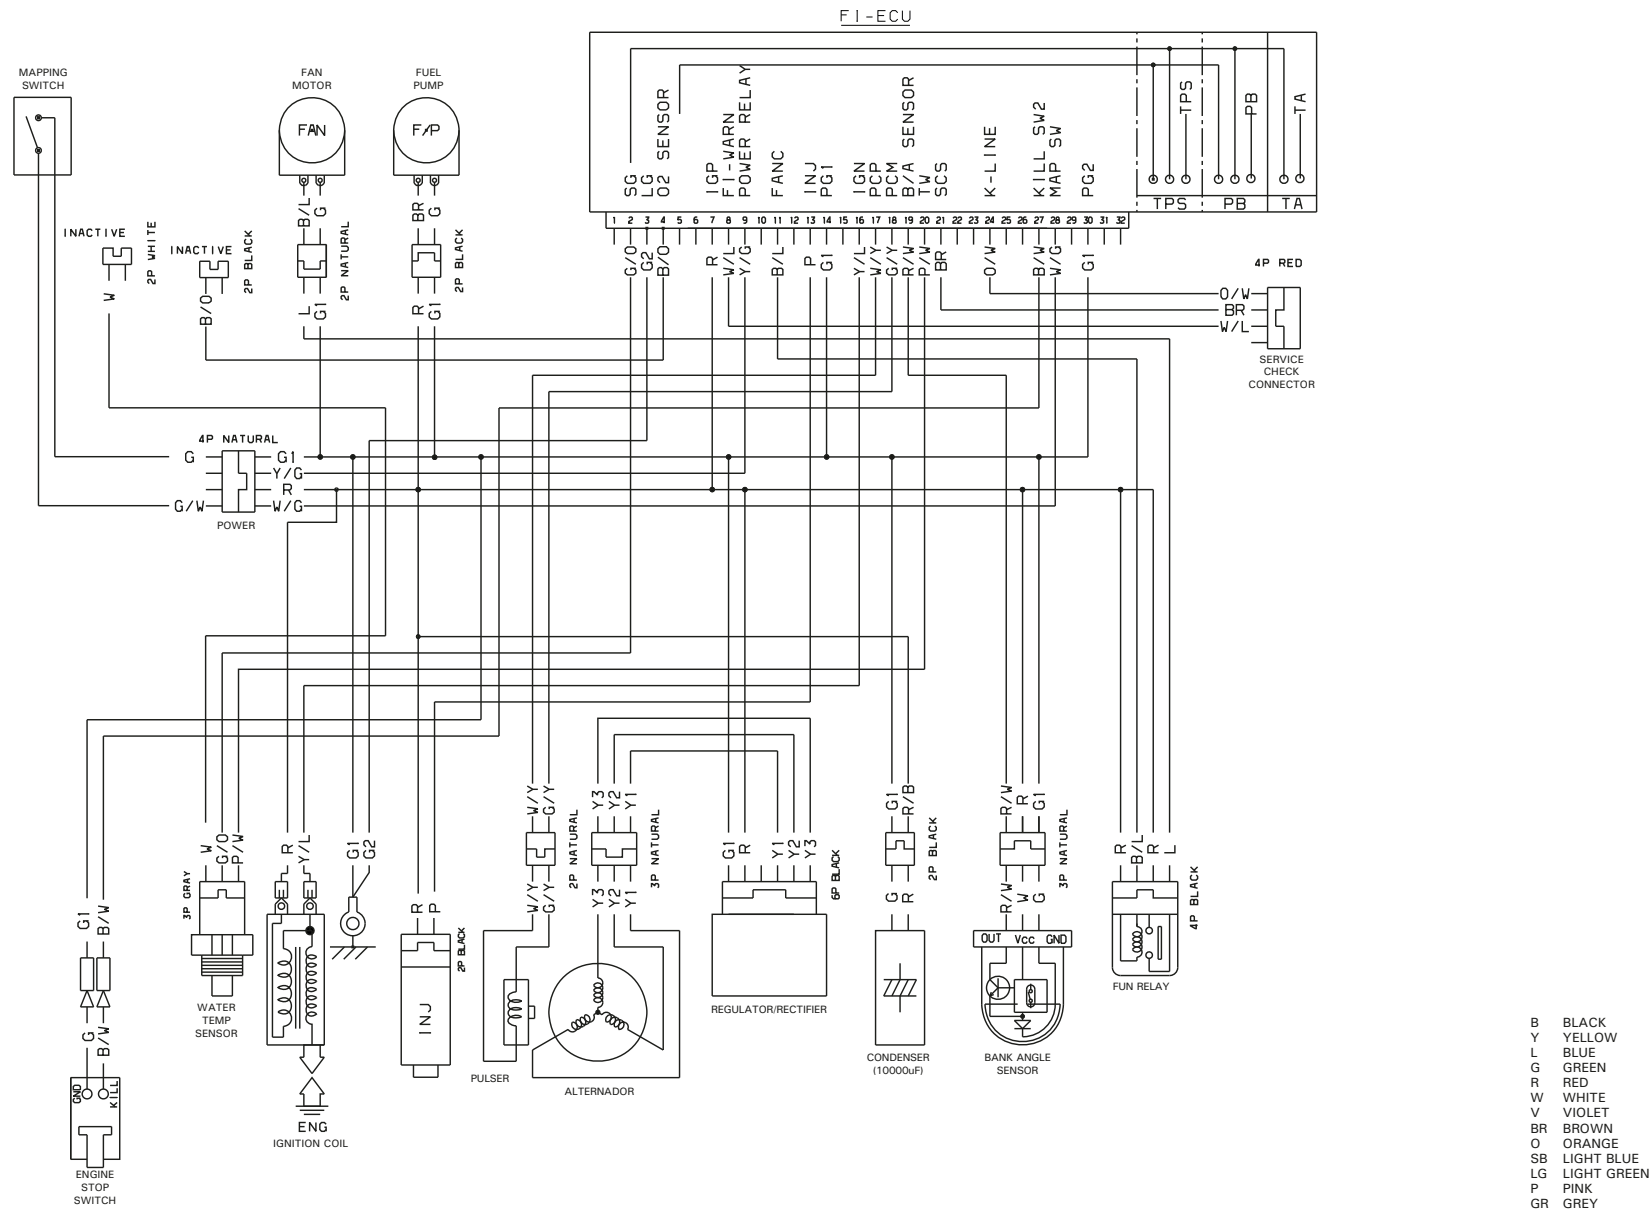 FI-ECU
MAPPING
SWITCH
FAN
MOTOR
FUEL
PUMP
FAN
F/P
SG
LG
O2 SENSOR
IGP
FI-WARN
POWER RELAY
FANC
INJ
PG1
IGN
PCP
PCM
B/A SENSOR
TW
SCS
K-LINE
KILL SW2
MAP SW
PG2
TPS
PB
TA
TPS PB TA
1 2 3 4 5 6 7 8 9 10 11 12 13 14 15 16 17 18 19 20 21 22 23 24 25 26 27 28 29 30 31 32
G/O
G2
B/O
R
W/L
Y/G
B/L
P
G1
Y/L
W/Y
G/Y
R/W
P/W
BR
O/W
B/W
W/G
G1
INACTIVE
2P WHITE
W
INACTIVE
2P BLACK
B/O
B/L
G
2P NATURAL
L
G1
BR
G
2P BLACK
R
G1
4P RED
O/W
BR
W/L
SERVICE
CHECK
CONNECTOR
4P NATURAL
G G1
Y/G
R
G/W W/G
POWER
G1
B/W
G
B/W
GND
KILL
ENGINE
STOP
SWITCH
W
G/O
P/W
3P GRAY
WATER
TEMP
SENSOR
R
Y/L
ENG
IGNITION COIL
G1
G2
R
P
2P BLACK
INJ
W/Y
G/Y
2P NATURAL
W/Y
G/Y
PULSER
Y3
Y2
Y1
3P NATURAL
Y3
Y2
Y1
ALTERNADOR
G1
R
Y1
Y2
Y3
6P BLACK
REGULATOR/RECTIFIER
G1
R/B
2P BLACK
G
R
CONDENSER
(10000uF)
R/W
R
G1
3P NATURAL
R/W
W
G
OUT Vcc GND
BANK ANGLE
SENSOR
R
B/L
R
L
4P BLACK
FUN RELAY
B BLACK
Y YELLOW
L BLUE
G GREEN
R RED
W WHITE
V VIOLET
BR BROWN
O ORANGE
SB LIGHT BLUE
LG LIGHT GREEN
P PINK
GR GREY